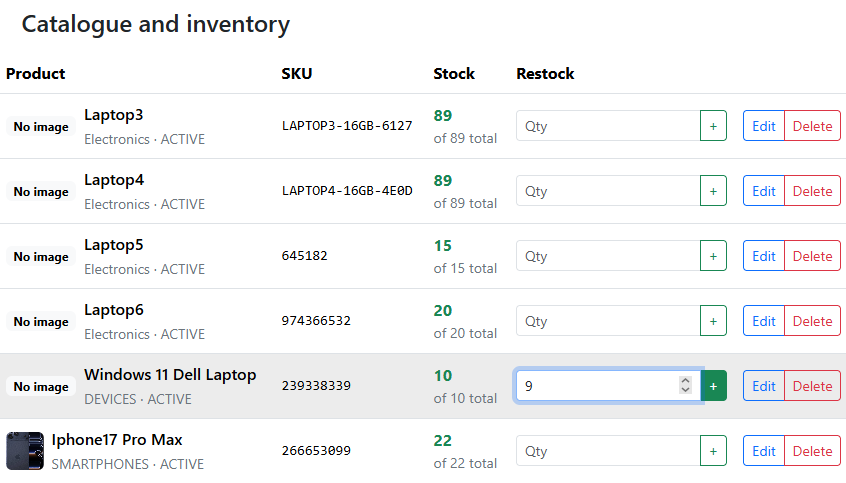 Catalogue and inventory
Product SKU Stock Restock
No image Laptop3 LAPTOP3-16GB-6127 89 Qty + Edit Delete
Electronics · ACTIVE of 89 total
No image Laptop4 LAPTOP4-16GB-4E0D 89 Qty + Edit Delete
Electronics · ACTIVE of 89 total
No image Laptop5 645182 15 Qty + Edit Delete
Electronics · ACTIVE of 15 total
No image Laptop6 974366532 20 Qty + Edit Delete
Electronics · ACTIVE of 20 total
No image Windows 11 Dell Laptop 239338339 10 9 + Edit Delete
DEVICES · ACTIVE of 10 total
Iphone17 Pro Max 266653099 22 Qty + Edit Delete
SMARTPHONES · ACTIVE of 22 total